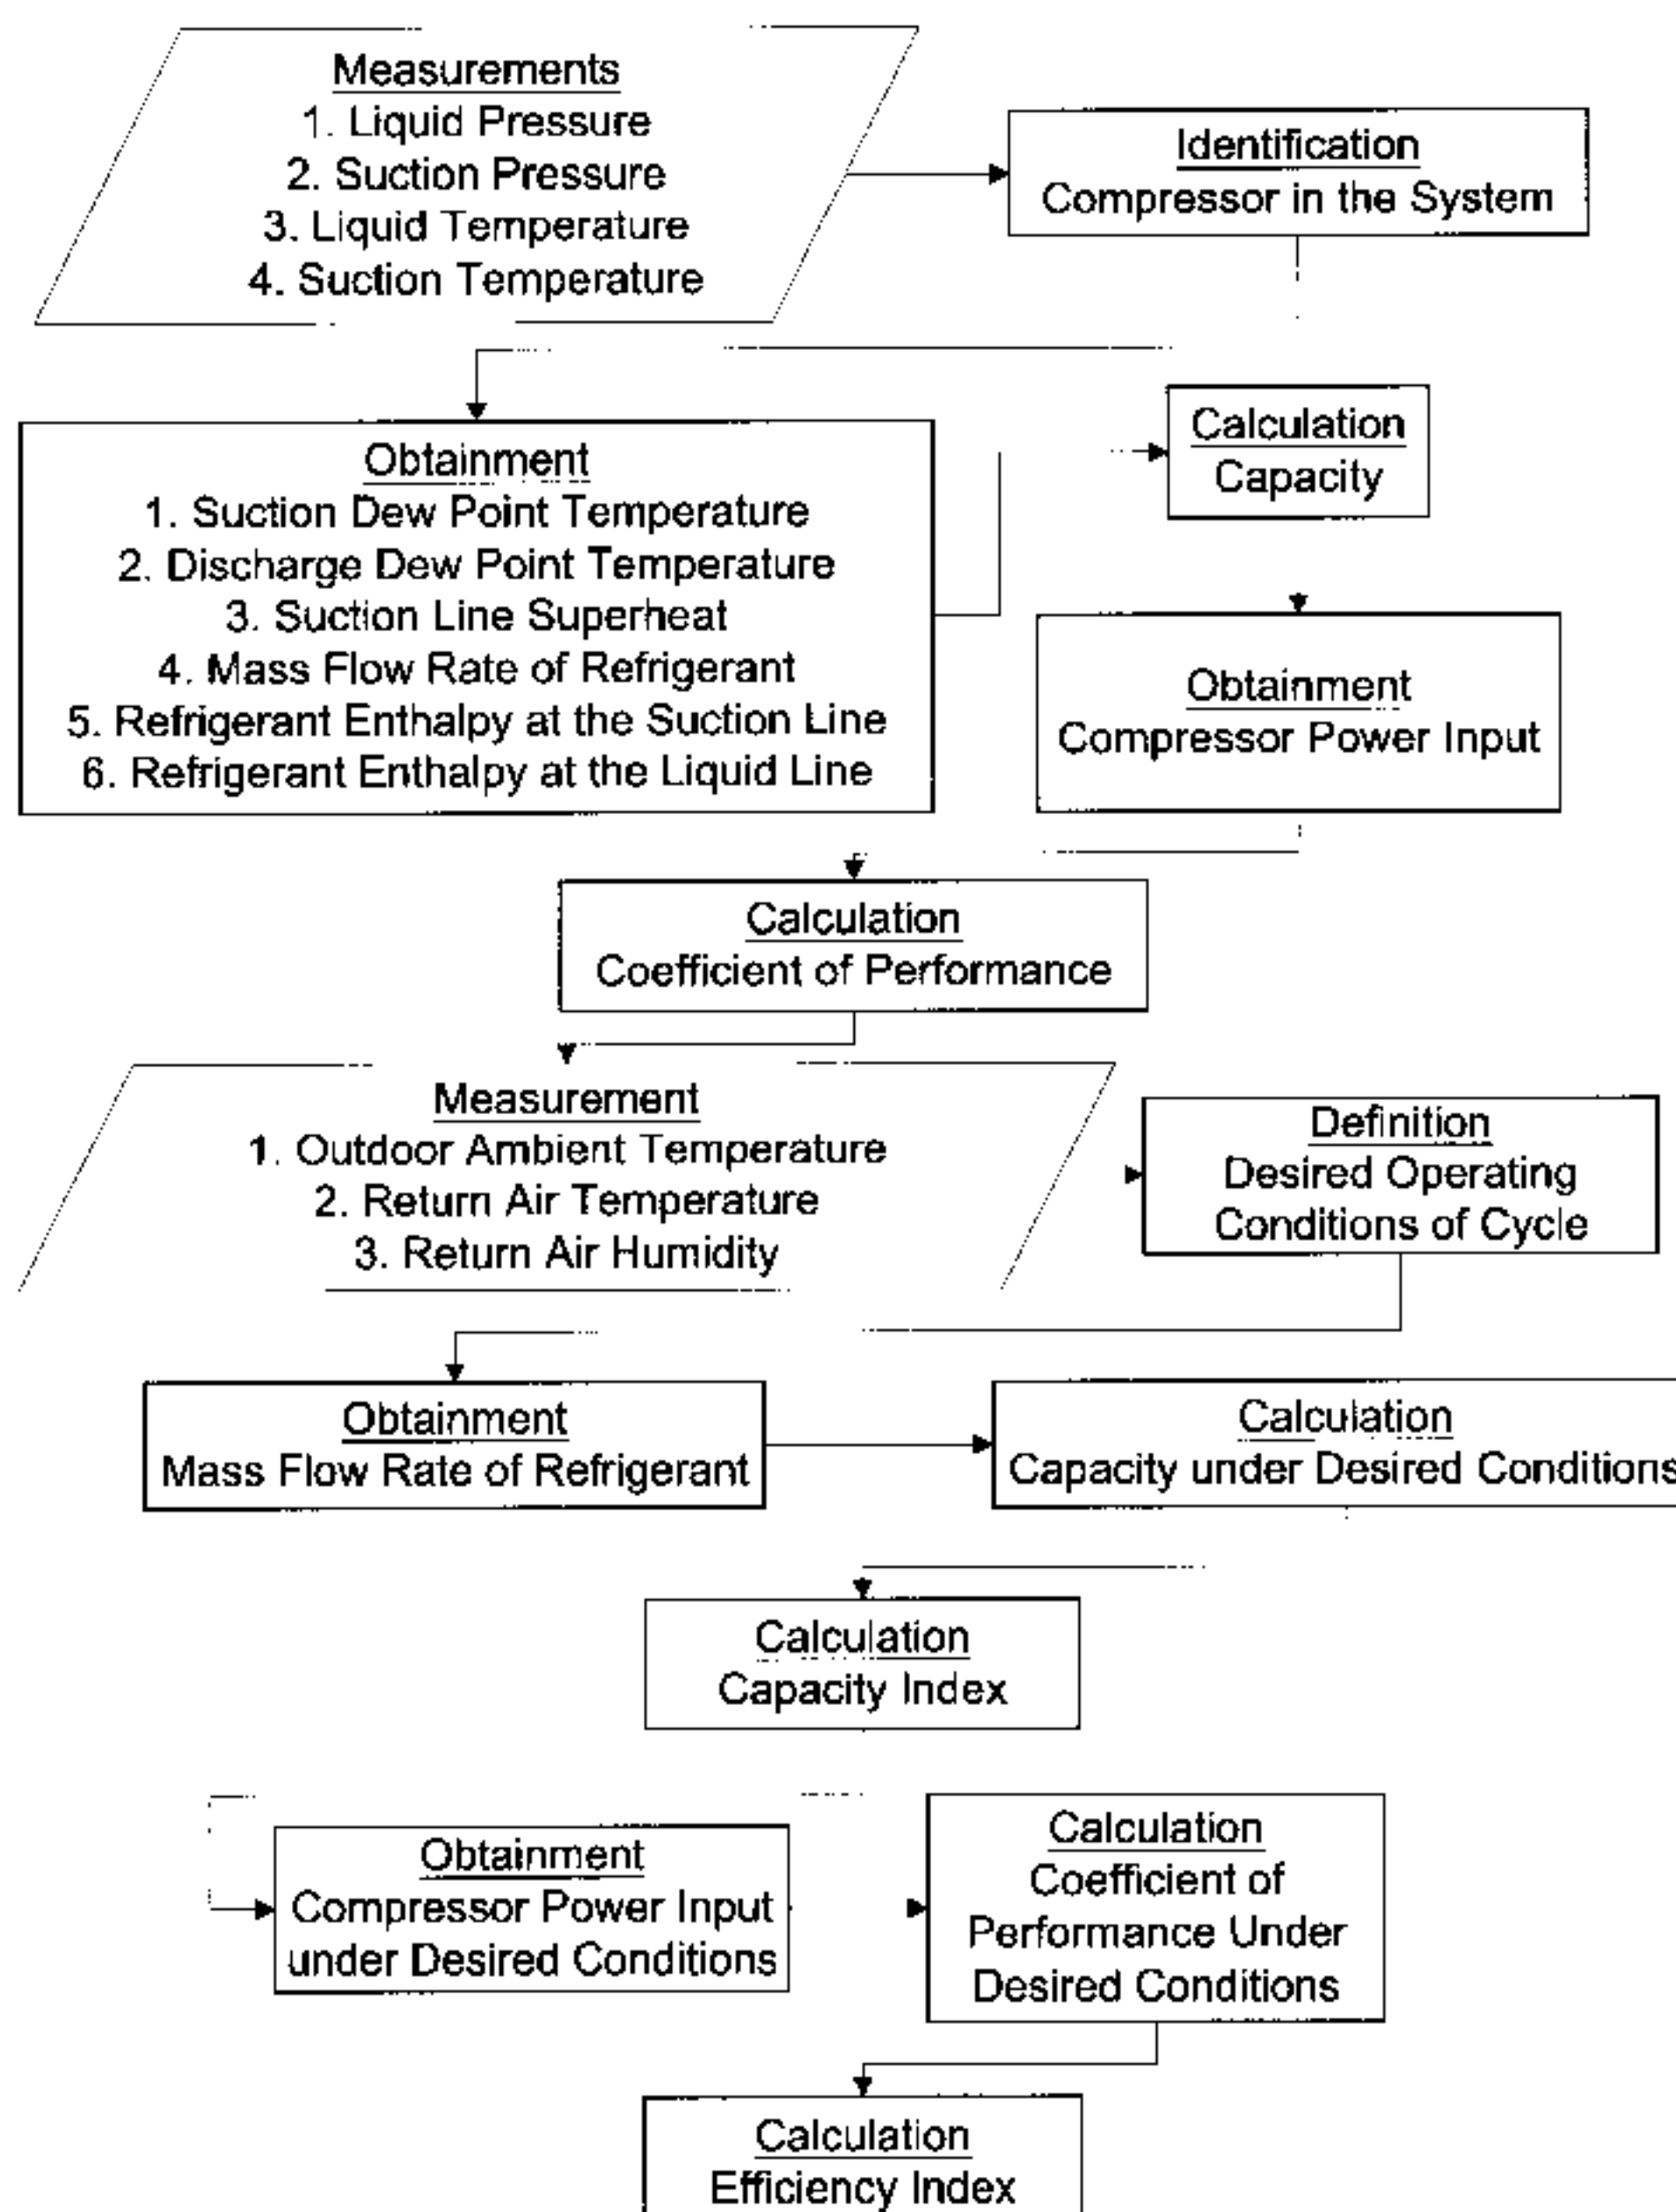 Measurements
1. Liquid Pressure
2. Suction Pressure
3. Liquid Temperature
4. Suction Temperature
Identification
Compressor in the System
Obtainment
1. Suction Dew Point Temperature
2. Discharge Dew Point Temperature
3. Suction Line Superheat
4. Mass Flow Rate of Refrigerant
5. Refrigerant Enthalpy at the Suction Line
6. Refrigerant Enthalpy at the Liquid Line
Calculation
Capacity
Obtainment
Compressor Power Input
Calculation
Coefficient of Performance
Measurement
1. Outdoor Ambient Temperature
2. Return Air Temperature
3. Return Air Humidity
Definition
Desired Operating
Conditions of Cycle
Obtainment
Mass Flow Rate of Refrigerant
Calculation
Capacity under Desired Conditions
Calculation
Capacity Index
Obtainment
Compressor Power Input
under Desired Conditions
Calculation
Coefficient of
Performance Under
Desired Conditions
Calculation
Efficiency Index